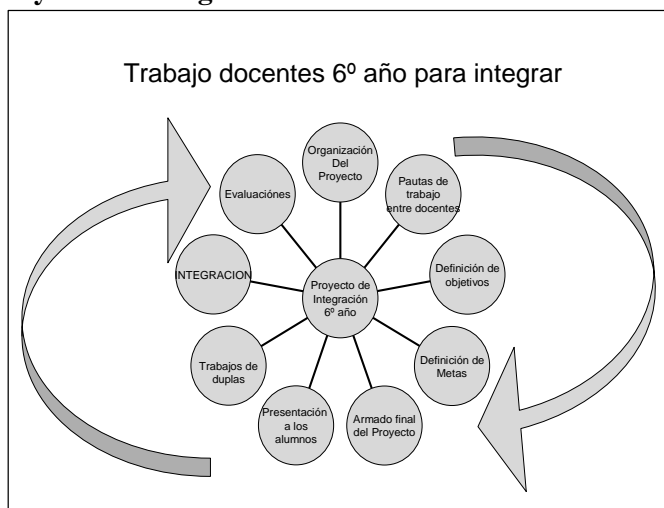 Trabajo docentes 6º año para integrar
Organización
Del
Proyecto
Pautas de
trabajo
entre docentes
Definición de
objetivos
Definición de
Metas
Armado final
del Proyecto
Presentación
a los
alumnos
Trabajos de
duplas
INTEGRACION
Evaluaciónes
Proyecto de
Integración
6º año